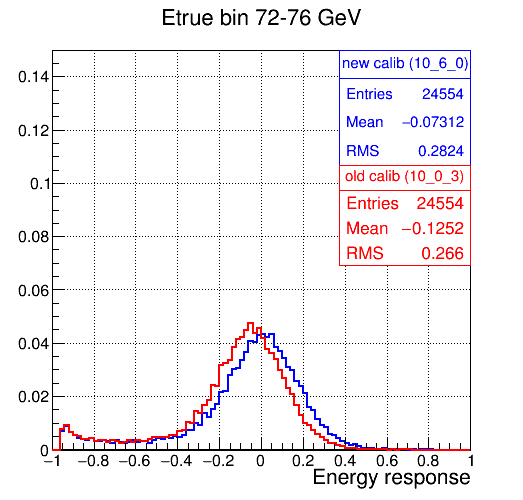 Etrue bin 72-76 GeV
new calib (10_6_0)
Entries 24554
Mean −0.07312
RMS 0.2824
old calib (10_0_3)
Entries 24554
Mean −0.1252
RMS 0.266
0.14
0.12
0.1
0.08
0.06
0.04
0.02
0
−1 −0.8 −0.6 −0.4 −0.2 0 0.2 0.4 0.6 0.8 1
Energy response